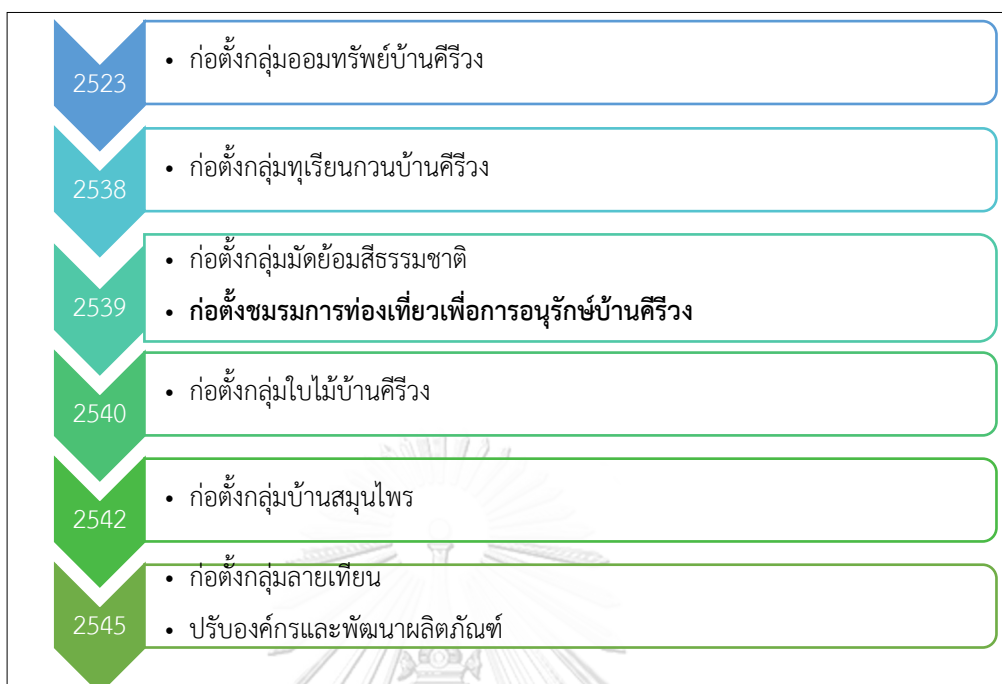 2523
• ก่อตั้งกลุ่มออมทรัพย์บ้านคีรีวง
2538
• ก่อตั้งกลุ่มทุเรียนกวนบ้านคีรีวง
2539
• ก่อตั้งกลุ่มมัดย้อมสีธรรมชาติ
• ก่อตั้งชมรมการท่องเที่ยวเพื่อการอนุรักษ์บ้านคีรีวง
2540
• ก่อตั้งกลุ่มใบไม้บ้านคีรีวง
2542
• ก่อตั้งกลุ่มบ้านสมุนไพร
2545
• ก่อตั้งกลุ่มลายเทียน
• ปรับองค์กรและพัฒนาผลิตภัณฑ์